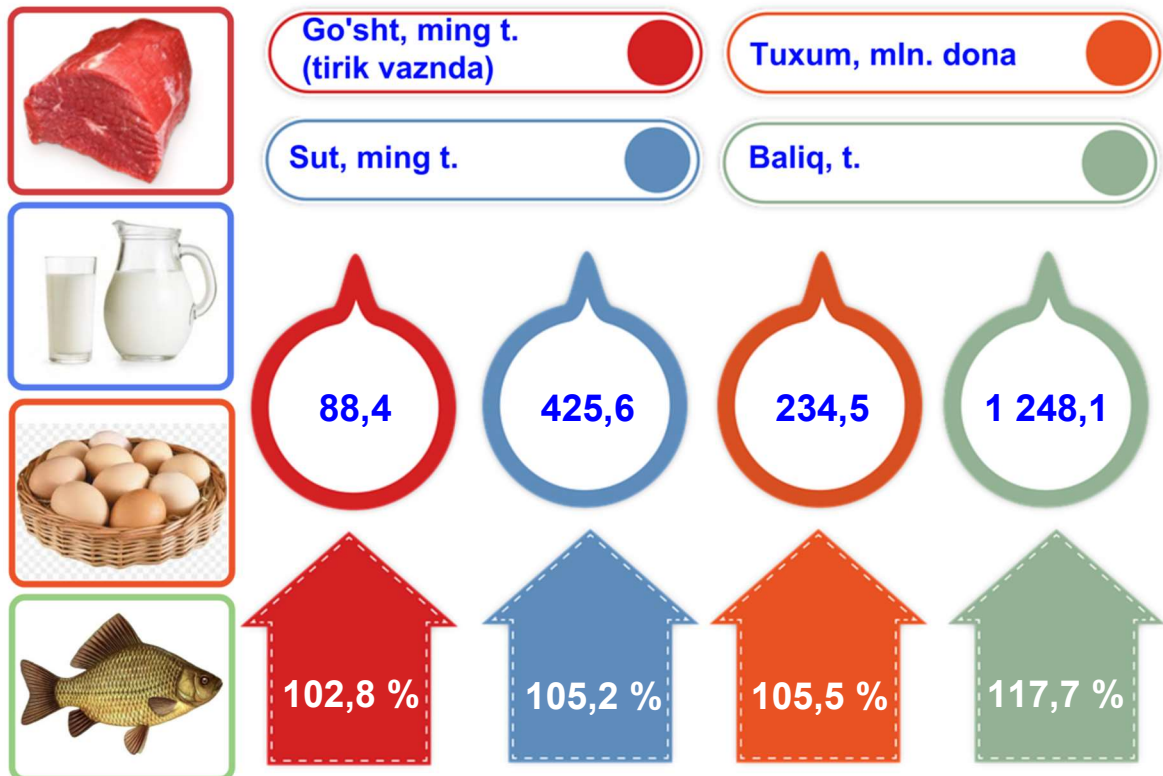 Go'sht, ming t.
(tirik vaznda)
Tuxum, mln. dona
Sut, ming t.
Baliq, t.
88,4
425,6
234,5
1 248,1
102,8 %
105,2 %
105,5 %
117,7 %